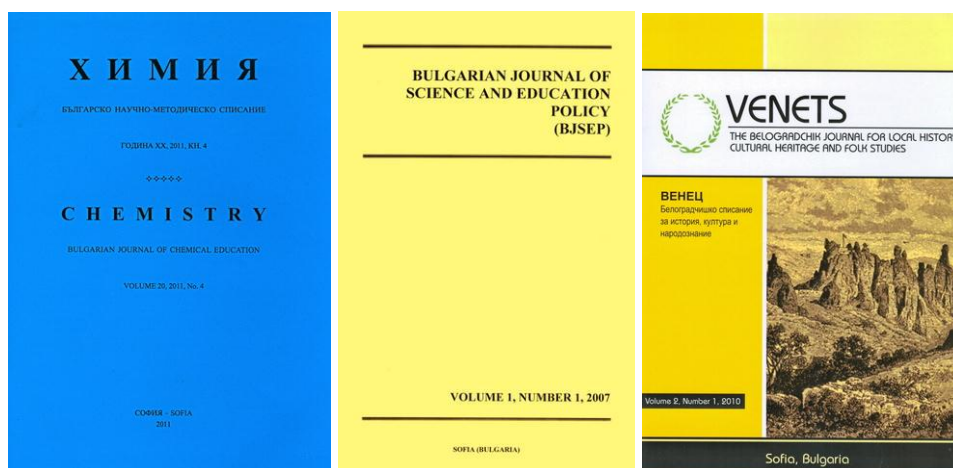 Х И М И Я
БЪЛГАРСКО НАУЧНО-МЕТОДИЧЕСКО СПИСАНИЕ
ГОДИНА XX, 2011, КН. 4
C H E M I S T R Y
BULGARIAN JOURNAL OF CHEMICAL EDUCATION
VOLUME 20, 2011, No. 4
СОФИЯ - SOFIA
2011
BULGARIAN JOURNAL OF
SCIENCE AND EDUCATION
POLICY
(BJSEP)
VOLUME 1, NUMBER 1, 2007
SOFIA (BULGARIA)
VENETS
THE BELOGRADCHIK JOURNAL FOR LOCAL HISTOR
CULTURAL HERITAGE AND FOLK STUDIES
ВЕНЕЦ
Белоградчишко списание
за история, култура и
народознание
Volume 2, Number 1, 2010
Sofia, Bulgaria